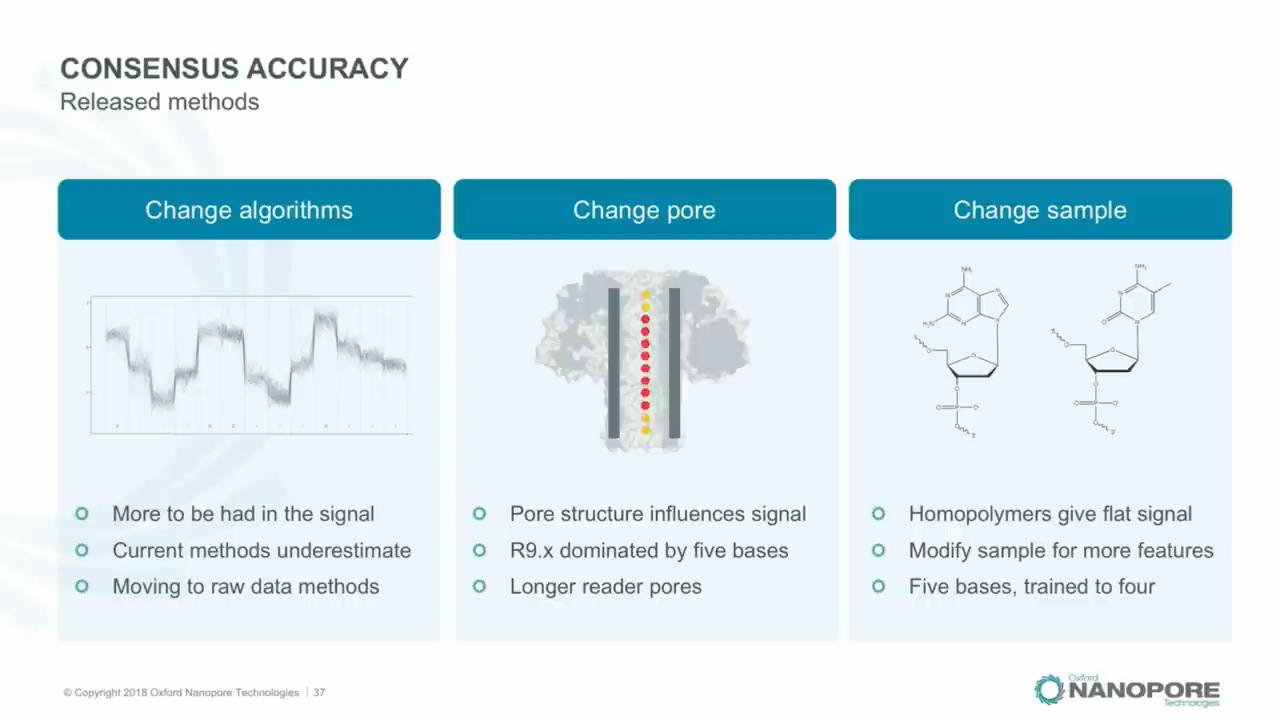 CONSENSUS ACCURACY
Released methods
Change algorithms
Change pore
Change sample
NH₂
N
N
N
N
H₂N
O
O
O
P
O
O⁻
O
NH₂
N
N
O
O
O
O
P
O
O⁻
O
More to be had in the signal
Current methods underestimate
Moving to raw data methods
Pore structure influences signal
R9.x dominated by five bases
Longer reader pores
Homopolymers give flat signal
Modify sample for more features
Five bases, trained to four
© Copyright 2018 Oxford Nanopore Technologies | 37
Oxford
NANOPORE
Technologies